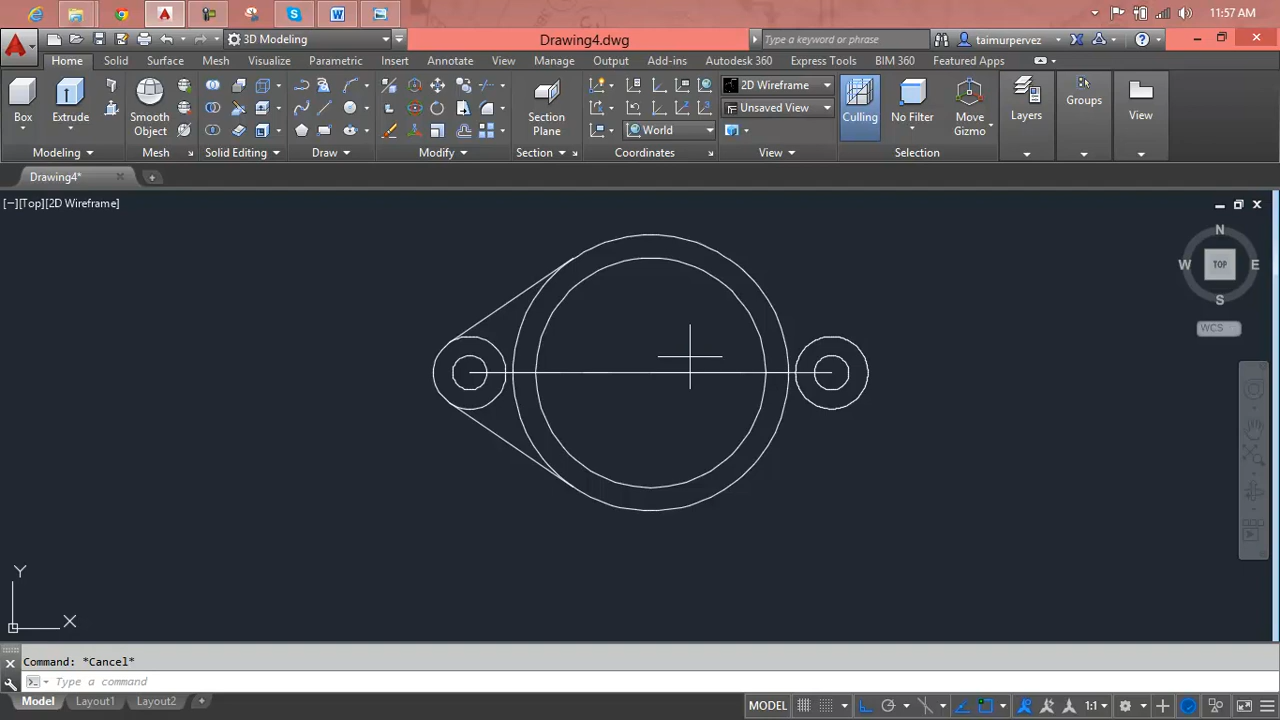 11:57 AM
3D Modeling
Drawing4.dwg
Type a keyword or phrase
taimurpervez
Home Solid Surface Mesh Visualize Parametric Insert Annotate View Manage Output Add-ins Autodesk 360 Express Tools BIM 360 Featured Apps
Box
Extrude
Smooth
Object
Section
Plane
World
2D Wireframe
Unsaved View
Culling
No Filter
Move
Gizmo
Layers
Groups
View
Modeling Mesh Solid Editing Draw Modify Section Coordinates View Selection
Drawing4*
[−][Top][2D Wireframe]
N
W TOP E
S
WCS
Y
X
Command: *Cancel*
Type a command
Model Layout1 Layout2
MODEL
1:1